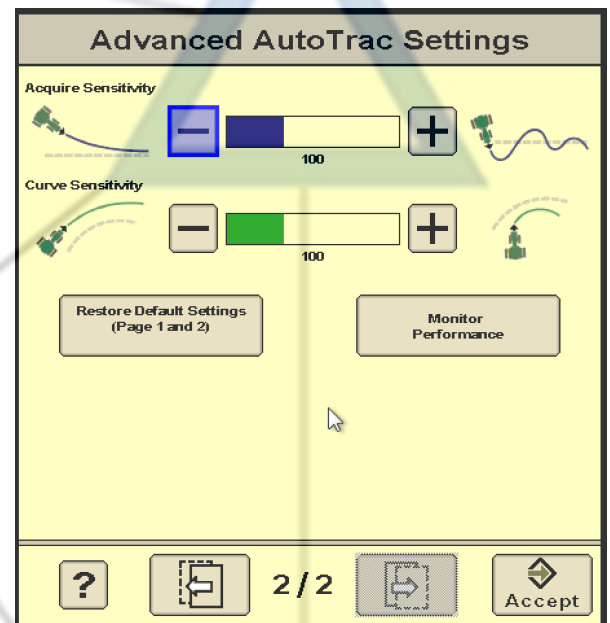 Advanced AutoTrac Settings
Acquire Sensitivity
100
Curve Sensitivity
100
Restore Default Settings
(Page 1 and 2)
Monitor
Performance
?
2/2
Accept